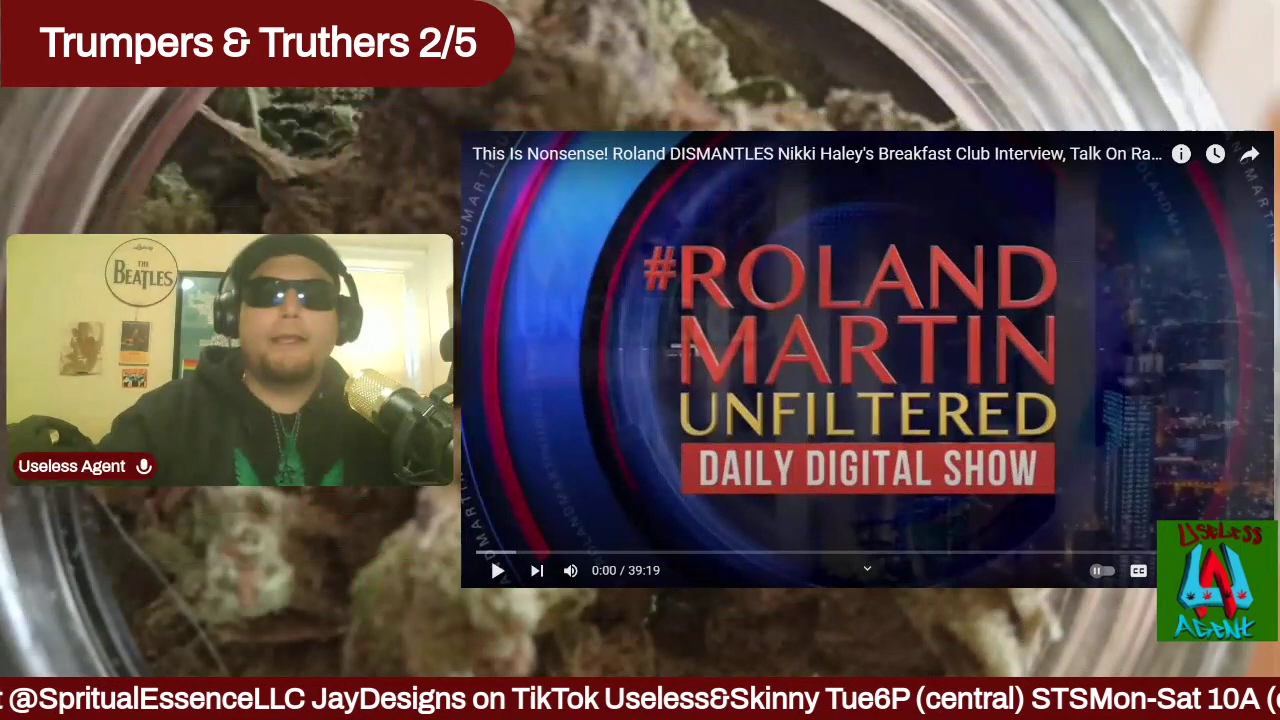 Trumpers & Truthers 2/5
This Is Nonsense! Roland DISMANTLES Nikki Haley's Breakfast Club Interview, Talk On Ra...
#ROLAND
MARTIN
UNFILTERED
DAILY DIGITAL SHOW
THE
BEATLES
Useless Agent
0:00 / 39:19
CC
USELESS
AGENT
@SpritualEssenceLLC JayDesigns on TikTok Useless&Skinny Tue6P (central) STSMon-Sat 10A